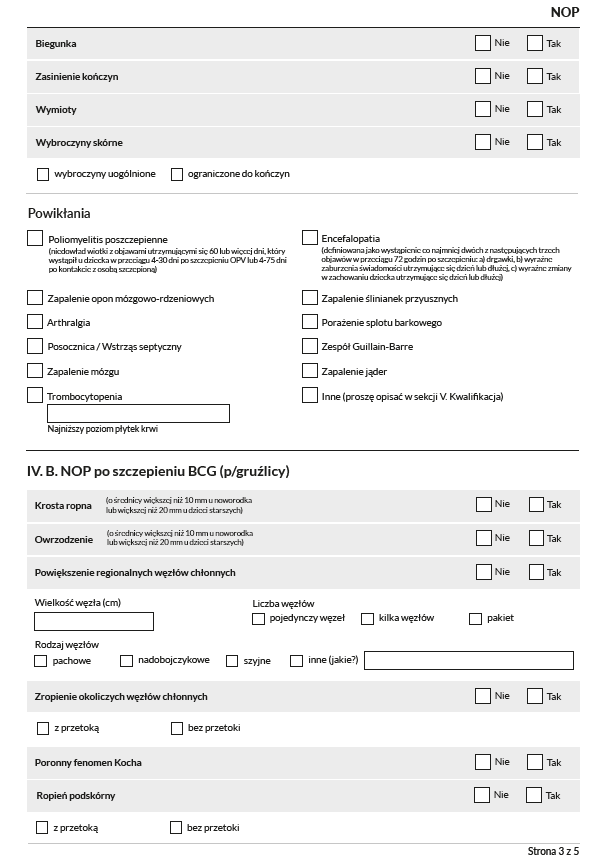 NOP
Biegunka Nie Tak
Zasinienie kończyn Nie Tak
Wymioty Nie Tak
Wybroczyny skórne Nie Tak
wybroczyny uogólnione ograniczone do kończyn
Powikłania
Poliomyelitis poszczepienne
(niedowład wiotki z objawami utrzymującymi się 60 lub więcej dni, który
wystąpił u dziecka w przeciągu 4-30 dni po szczepieniu OPV lub 4-75 dni
po kontakcie z osobą szczepioną)
Encefalopatia
(definiowana jako wystąpienie co najmniej dwóch z następujących trzech
objawów w przeciągu 72 godzin po szczepieniu: a) drgawki, b) wyraźne
zaburzenia świadomości utrzymujące się dzień lub dłużej, c) wyraźne zmiany
w zachowaniu dziecka utrzymujące się dzień lub dłużej)
Zapalenie opon mózgowo-rdzeniowych Zapalenie ślinianek przyusznych
Arthralgia Porażenie splotu barkowego
Posocznica / Wstrząs septyczny Zespół Guillain-Barre
Zapalenie mózgu Zapalenie jąder
Trombocytopenia Inne (proszę opisać w sekcji V. Kwalifikacja)
Najniższy poziom płytek krwi
IV. B. NOP po szczepieniu BCG (p/gruźlicy)
Krosta ropna (o średnicy większej niż 10 mm u noworodka
lub większej niż 20 mm u dzieci starszych) Nie Tak
Owrzodzenie (o średnicy większej niż 10 mm u noworodka
lub większej niż 20 mm u dzieci starszych) Nie Tak
Powiększenie regionalnych węzłów chłonnych Nie Tak
Wielkość węzła (cm) Liczba węzłów
pojedynczy węzeł kilka węzłów pakiet
Rodzaj węzłów
pachowe nadobojczykowe szyjne inne (jakie?)
Zropienie okoliczych węzłów chłonnych Nie Tak
z przetoką bez przetoki
Poronny fenomen Kocha Nie Tak
Ropień podskórny Nie Tak
z przetoką bez przetoki
Strona 3 z 5